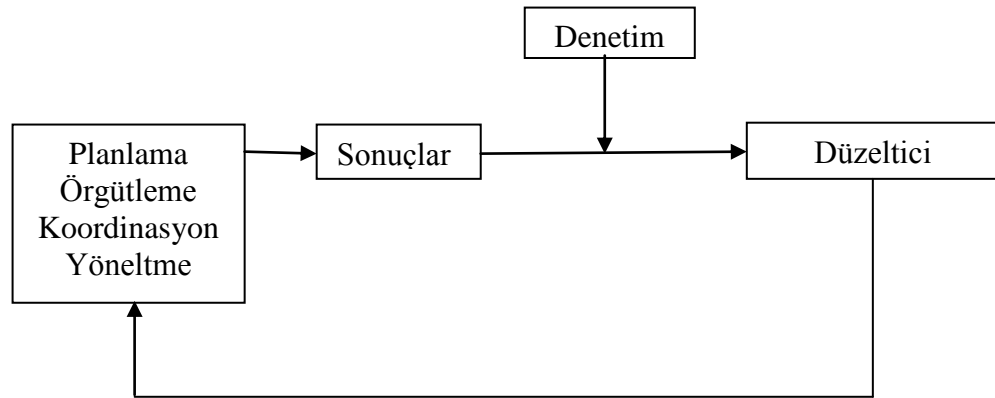 Denetim
Planlama
Örgütleme
Koordinasyon
Yöneltme
Sonuçlar
Düzeltici